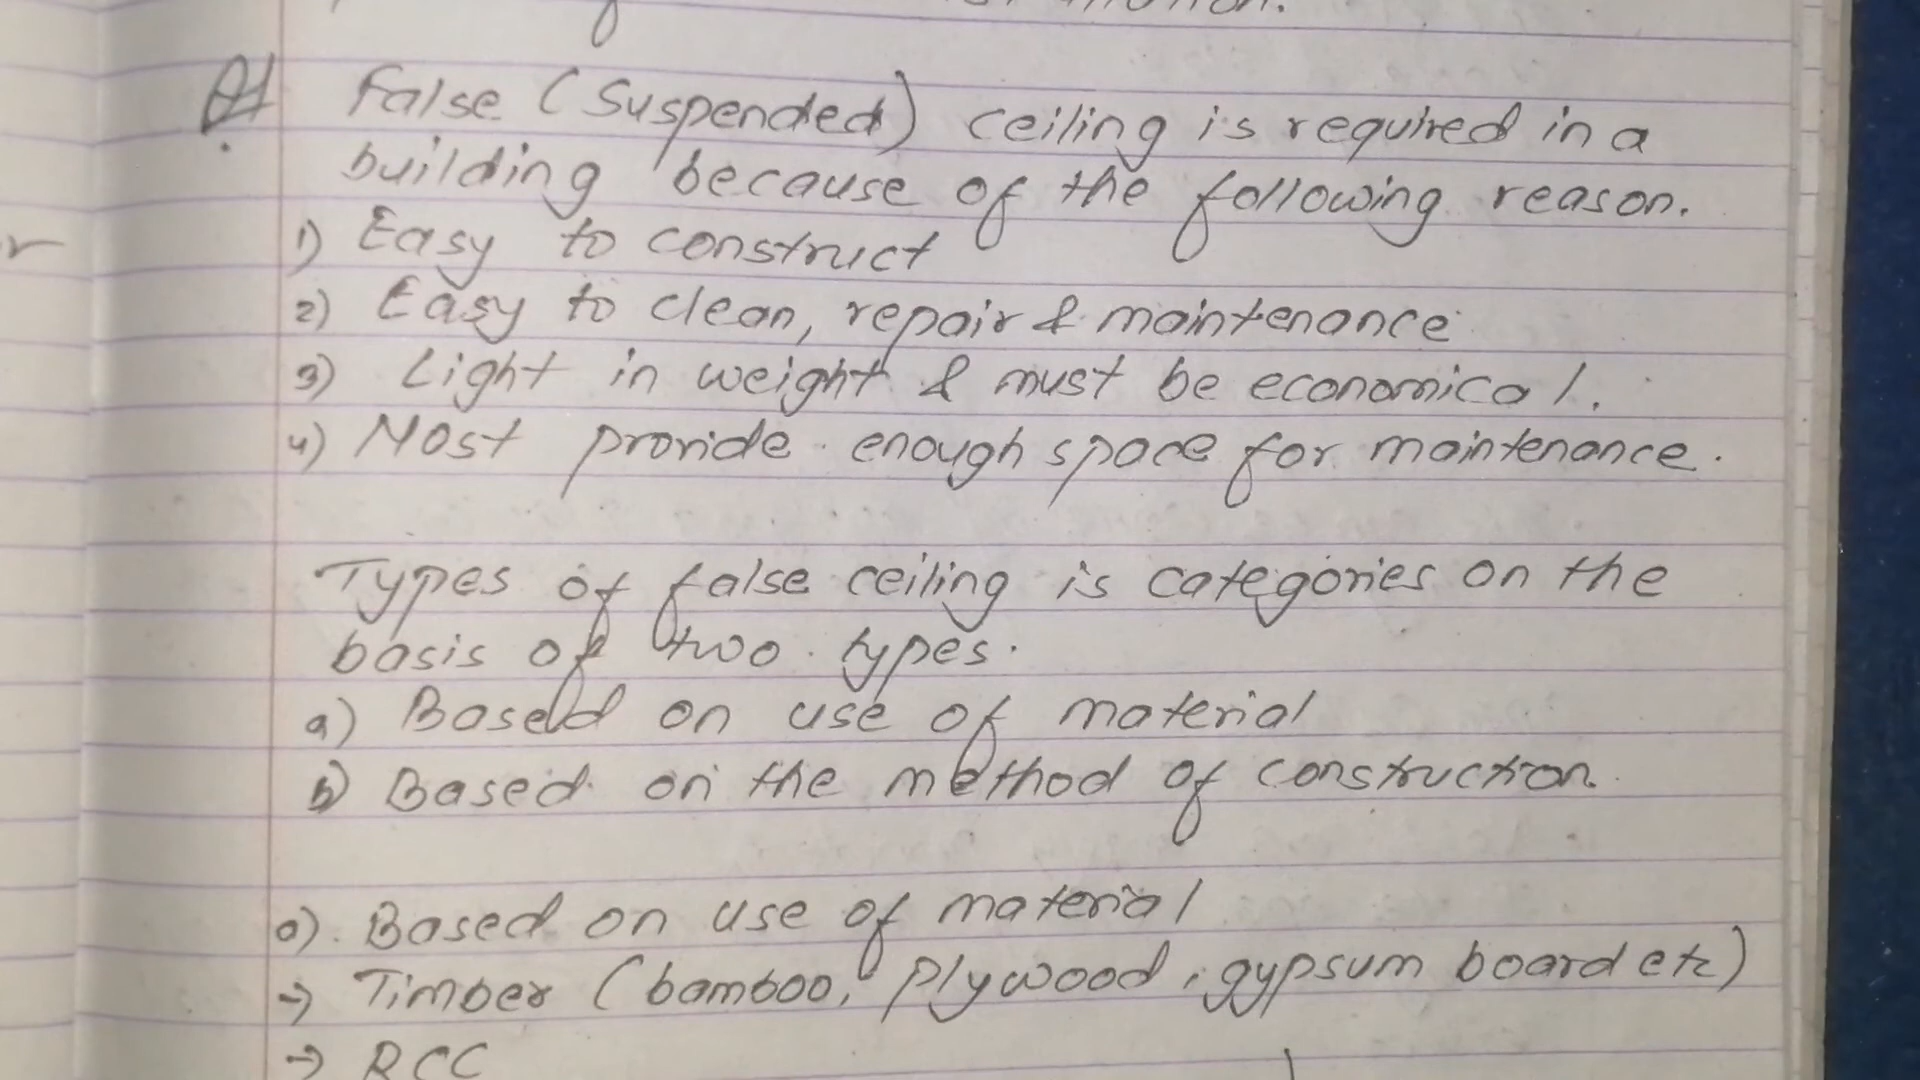 Q1 False (Suspended) ceiling is required in a
building because of the following reason.
r
1) Easy to construct
2) Easy to clean, repair & maintenance
3) Light in weight & must be economical.
4) Most provide enough space for maintenance.
Types of false ceiling is categories on the
basis of two types.
a) Based on use of material
b) Based on the method of construction.
a). Based on use of material
→ Timber (bamboo, plywood, gypsum board etc)
→ RCC